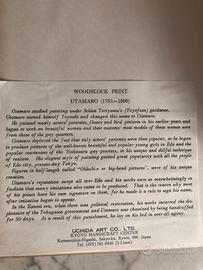 WOODBLOCK PRINT
UTAMARO (1753–1806)
Utamaro studied painting under Sekien Toriyama's (Toyofusa) guidance.
Utamaro named himself Toyoaki and changed this name to Utamaro.
He painted mostly actors' portraits, flower and bird pictures in his earlier years and
began to work on beautiful women and their customs: most models of these women
were from those of the gay quarters.
Utamaro deplored the fact that only actors' portraits were then popular, so he began
to produce pictures of the well-known beautiful and popular young girls in Edo and the
popular courtesans of the Yoshiwara gay quarters, in his unique and skillful technique
of realism. His elegant style of painting gained great popularity with all the people
of Edo city, present-day Tokyo.
Figures in half-length called "Ohkubi-e or big-head pictures", were of his unique
creation.
Utamaro's reputation swept all over Edo and his works were so overwhelmingly in
fashion that many imitations also came to be produced. That is the reason why most
of his prints have his own signature on them, for he made it a rule to sign his name,
after imitation began to appear.
In the Kansei era, when there was political restoration, his works incurred the dis-
pleasure of the Tokugawa government and Utamaro was chastised by being handcuffed
for 50 days. As a result of this punishment, he lay on his bed in over-all agony.
UCHIDA ART CO., LTD.
KYOTO HANDICRAFT CENTER
Kumanojinja-Higashi, Sakyo-ku, Kyoto, 606, Japan